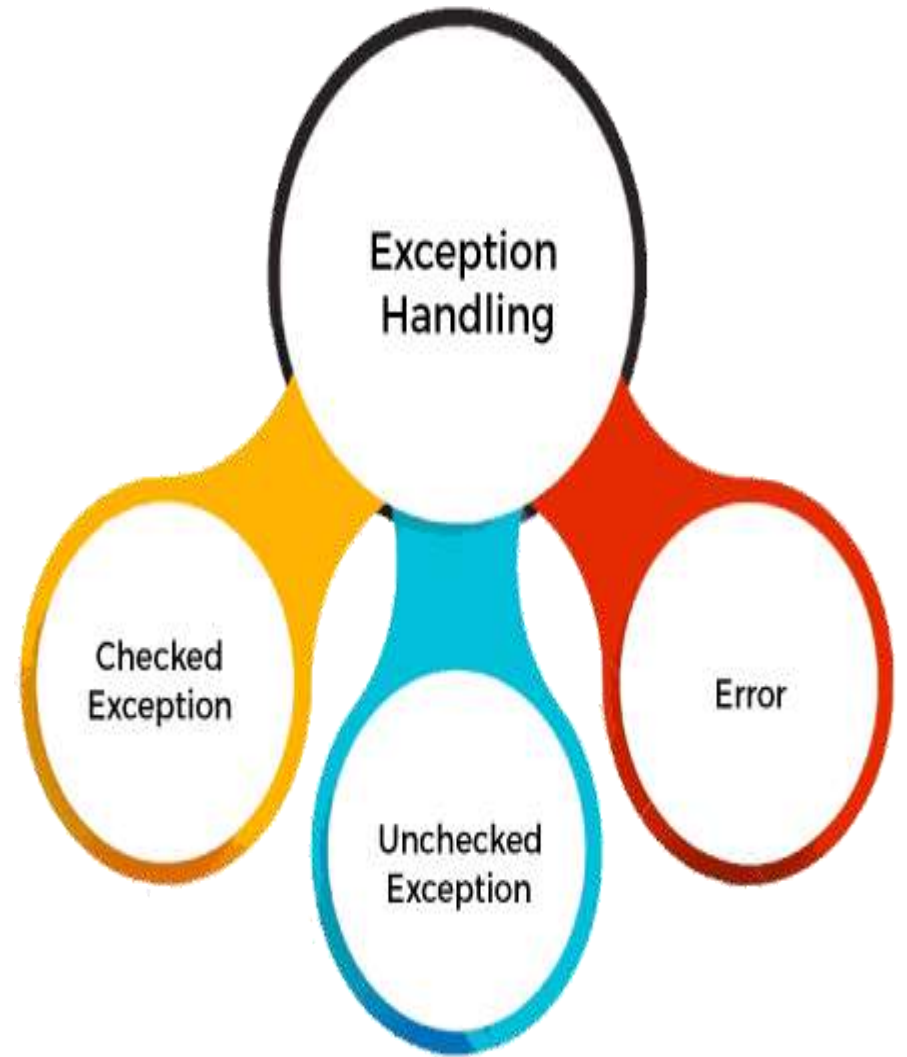 Exception
Handling
Checked
Exception
Unchecked
Exception
Error